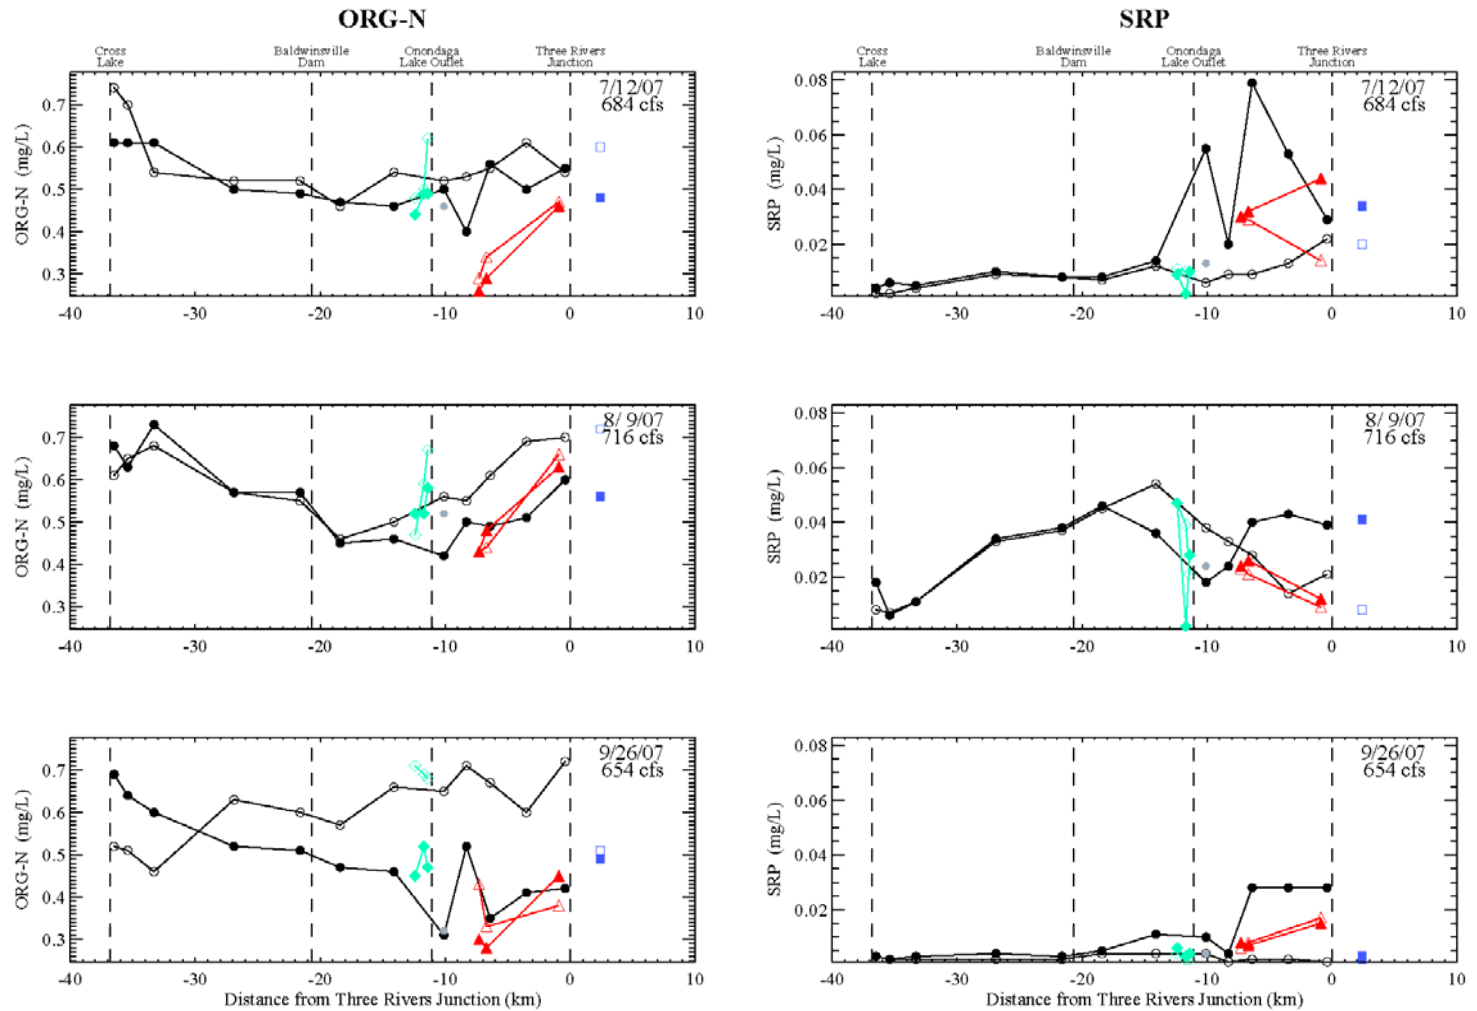 ORG-N
SRP
Cross
Lake
Baldwinsville
Dam
Onondaga
Lake Outlet
Three Rivers
Junction
Cross
Lake
Baldwinsville
Dam
Onondaga
Lake Outlet
Three Rivers
Junction
ORG-N (mg/L)
0.7
0.6
0.5
0.4
0.3
7/12/07
684 cfs
-40 -30 -20 -10 0 10
SRP (mg/L)
0.08
0.06
0.04
0.02
7/12/07
684 cfs
-40 -30 -20 -10 0 10
ORG-N (mg/L)
0.7
0.6
0.5
0.4
0.3
8/ 9/07
716 cfs
-40 -30 -20 -10 0 10
SRP (mg/L)
0.08
0.06
0.04
0.02
8/ 9/07
716 cfs
-40 -30 -20 -10 0 10
ORG-N (mg/L)
0.7
0.6
0.5
0.4
0.3
9/26/07
654 cfs
-40 -30 -20 -10 0 10
Distance from Three Rivers Junction (km)
SRP (mg/L)
0.08
0.06
0.04
0.02
9/26/07
654 cfs
-40 -30 -20 -10 0 10
Distance from Three Rivers Junction (km)